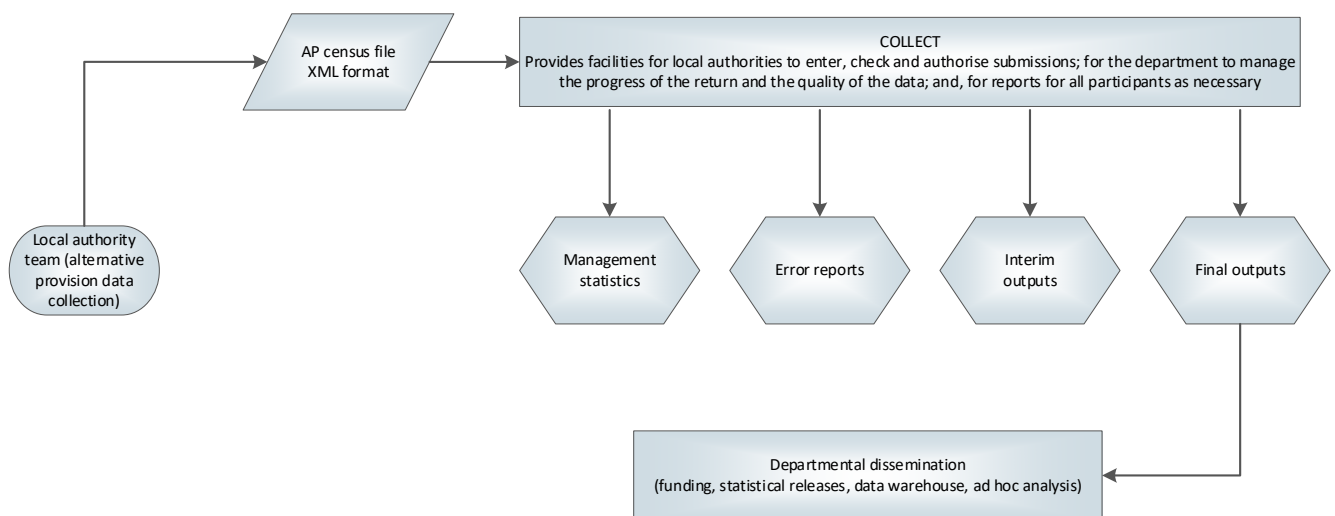 AP census file
XML format
COLLECT
Provides facilities for local authorities to enter, check and authorise submissions; for the department to manage
the progress of the return and the quality of the data; and, for reports for all participants as necessary
Local authority
team (alternative
provision data
collection)
Management
statistics
Error reports
Interim
outputs
Final outputs
Departmental dissemination
(funding, statistical releases, data warehouse, ad hoc analysis)